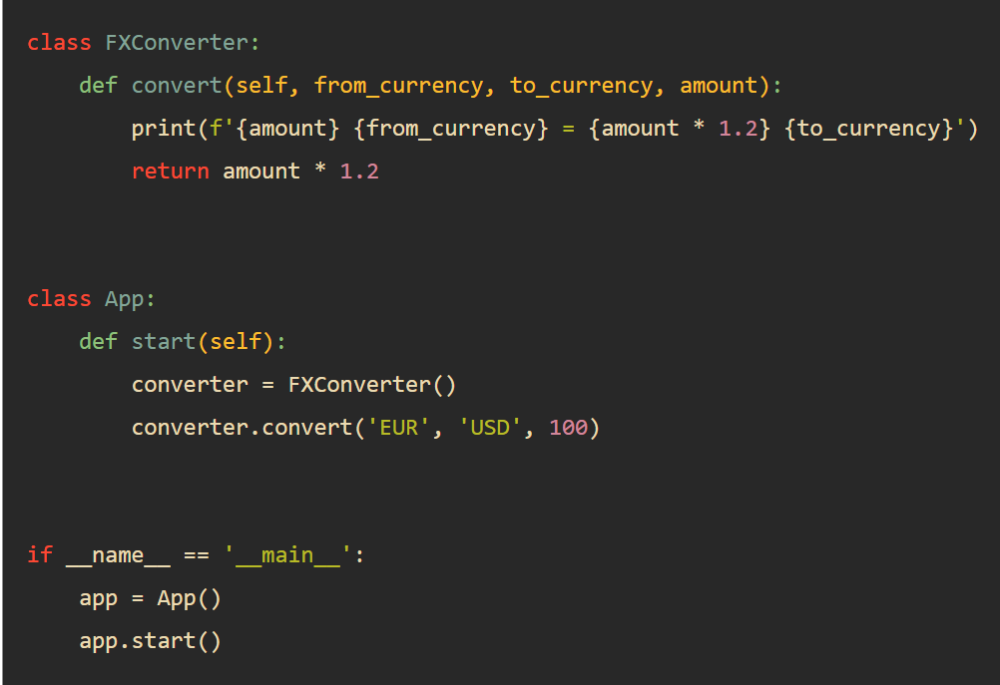 class FXConverter:
    def convert(self, from_currency, to_currency, amount):
        print(f'{amount} {from_currency} = {amount * 1.2} {to_currency}')
        return amount * 1.2
class App:
    def start(self):
        converter = FXConverter()
        converter.convert('EUR', 'USD', 100)
if __name__ == '__main__':
    app = App()
    app.start()